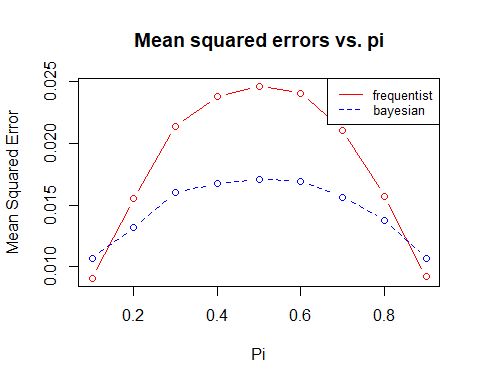 Mean squared errors vs. pi
frequentist
bayesian
Mean Squared Error
0.025
0.020
0.015
0.010
0.2 0.4 0.6 0.8
Pi